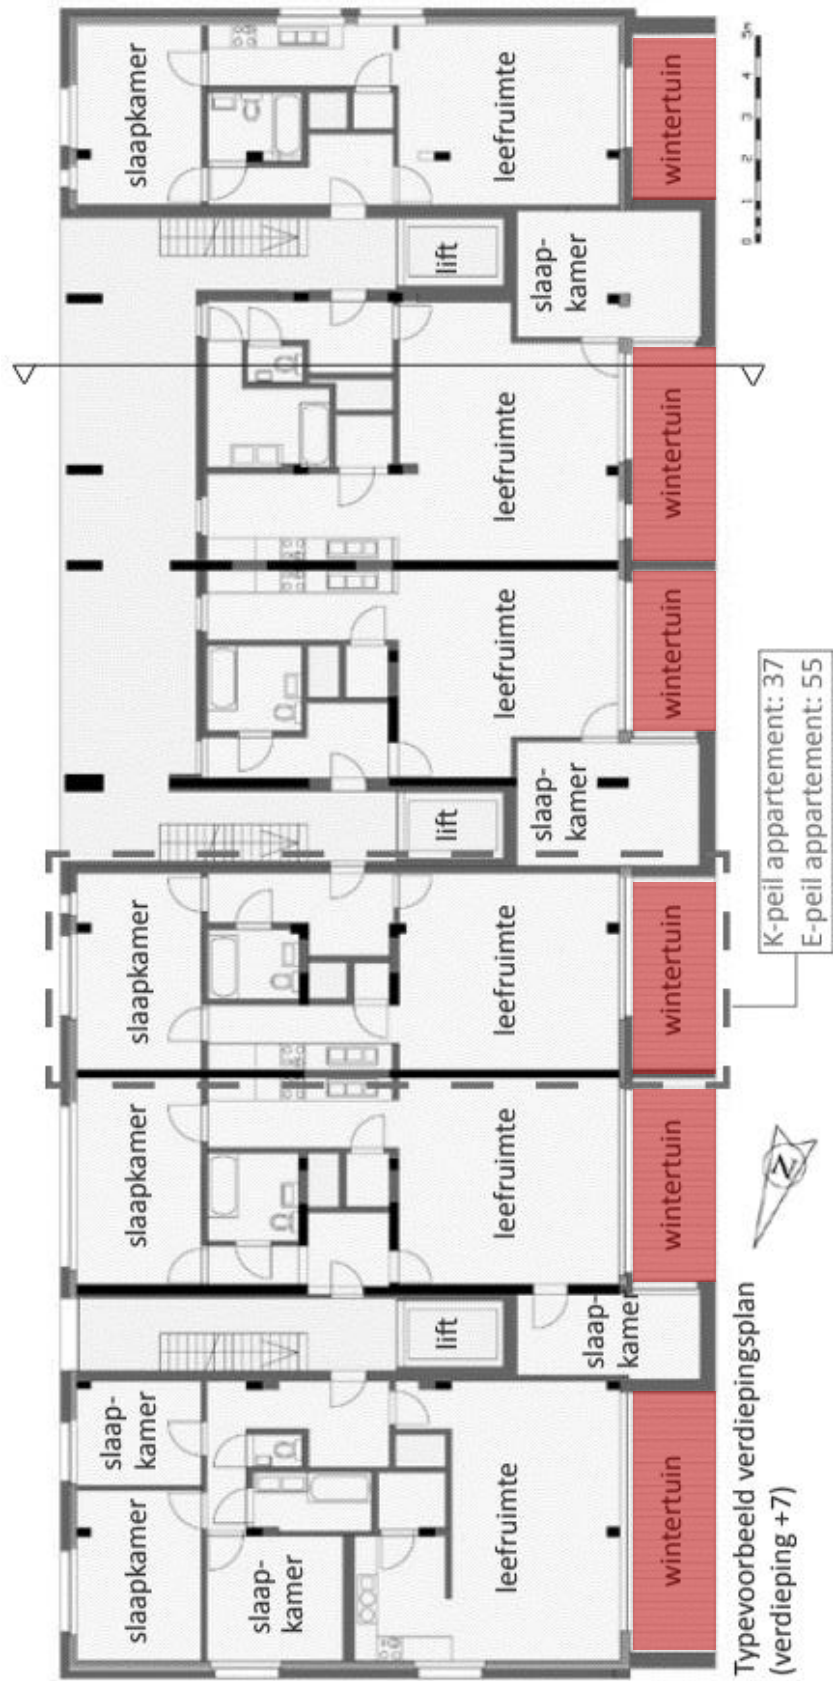 slaapkamer
slaap-
kamer
slaapkamer
slaapkamer
slaapkamer
slaap-
kamer
lift
lift
lift
leefruimte
leefruimte
leefruimte
leefruimte
leefruimte
leefruimte
slaap-
kamer
slaap-
kamer
slaap-
kamer
wintertuin
wintertuin
wintertuin
wintertuin
wintertuin
wintertuin
Typevoorbeeld verdiepingsplan
(verdieping +7)
N
K-peil appartement: 37
E-peil appartement: 55
0 1 2 3 4 5m